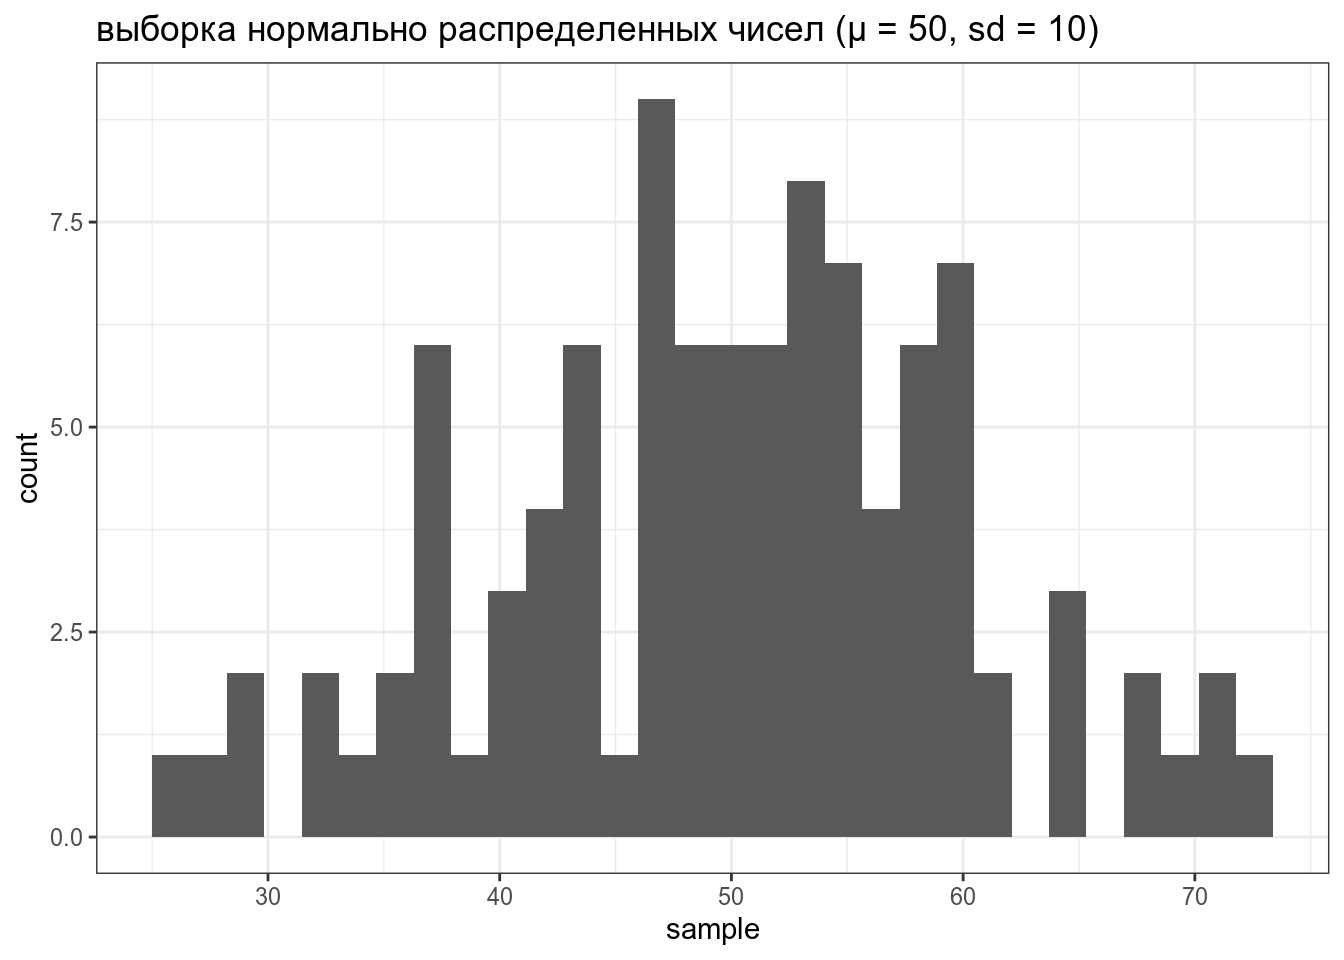 выборка нормально распределенных чисел (μ = 50, sd = 10)
7.5
5.0
2.5
0.0
count
30 40 50 60 70
sample